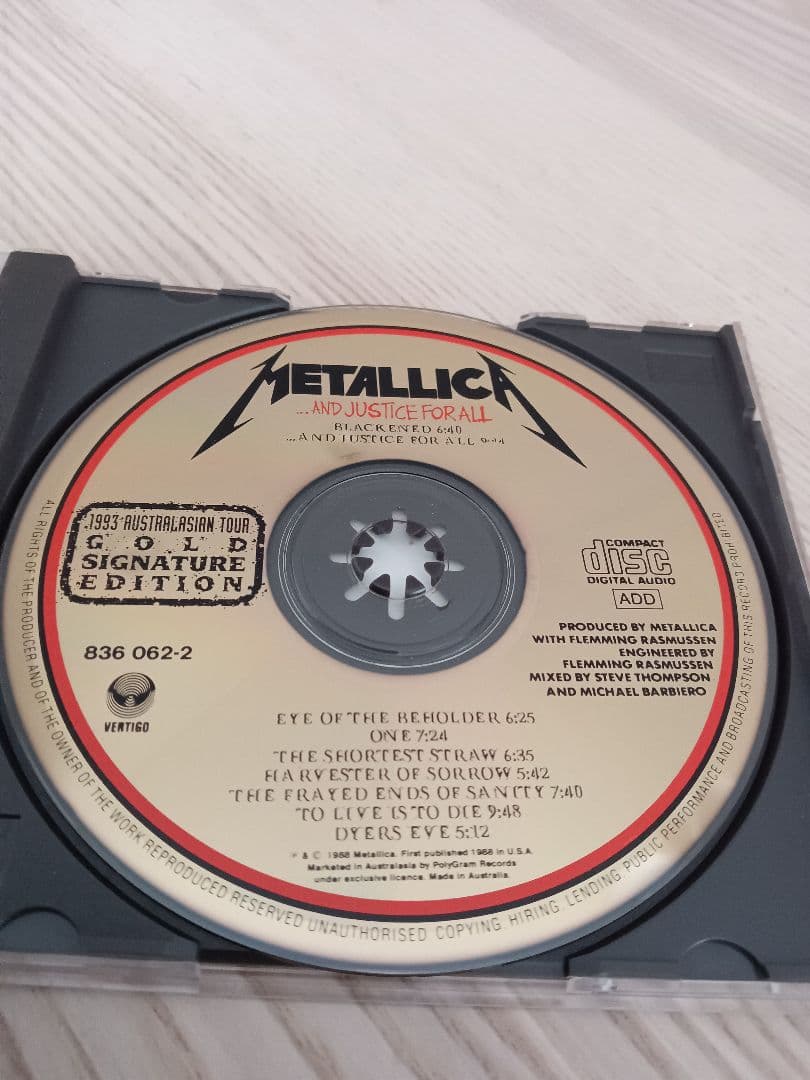 METALLICA
...AND JUSTICE FOR ALL
BLACKENED 6:40
...AND JUSTICE FOR ALL 9:44
1993 AUSTRALASIAN TOUR
GOLD
SIGNATURE
EDITION
COMPACT
disc
DIGITAL AUDIO
ADD
836 062-2
VERTIGO
PRODUCED BY METALLICA
WITH FLEMMING RASMUSSEN
ENGINEERED BY
FLEMMING RASMUSSEN
MIXED BY STEVE THOMPSON
AND MICHAEL BARBIERO
EYE OF THE BEHOLDER 6:25
ONE 7:24
THE SHORTEST STRAW 6:35
HARVESTER OF SORROW 5:42
THE FRAYED ENDS OF SANITY 7:40
TO LIVE IS TO DIE 9:48
DYERS EVE 5:12
℗ & © 1988 Metallica. First published 1988 in U.S.A.
Marketed in Australasia by PolyGram Records
under exclusive licence. Made in Australia.
ALL RIGHTS OF THE PRODUCER AND OF THE OWNER OF THE WORK REPRODUCED RESERVED UNAUTHORISED COPYING. HIRING. LENDING. PUBLIC PERFORMANCE AND BROADCASTING OF THIS RECORD PROHIBITED